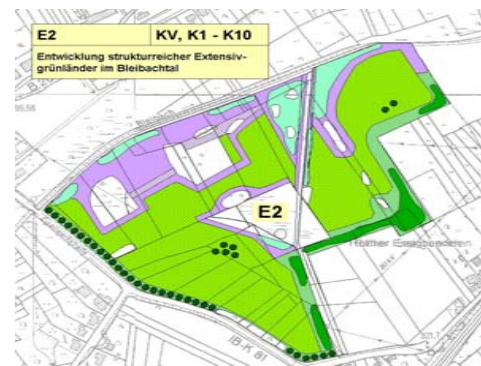 E2 KV, K1 - K10
Entwicklung strukturreicher Extensiv-
grünländer im Bleibachtal
E2
IB-K 81